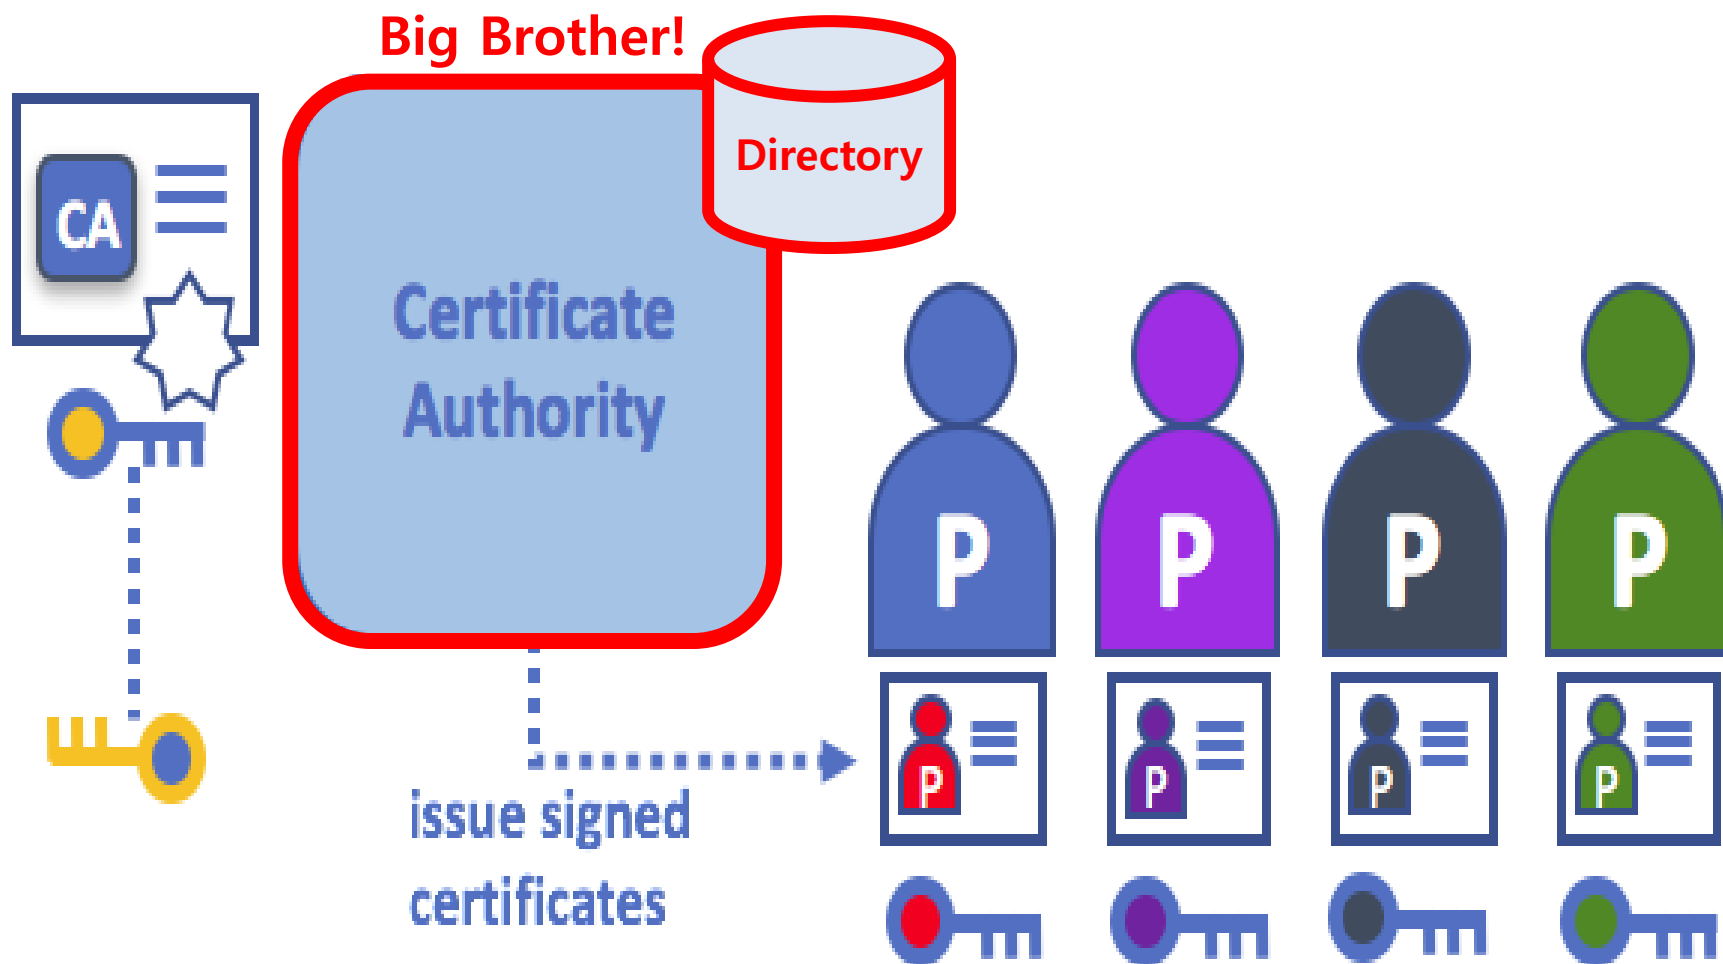 Big Brother!
Directory
CA
Certificate
Authority
P
P
P
P
P
P
P
P
issue signed
certificates